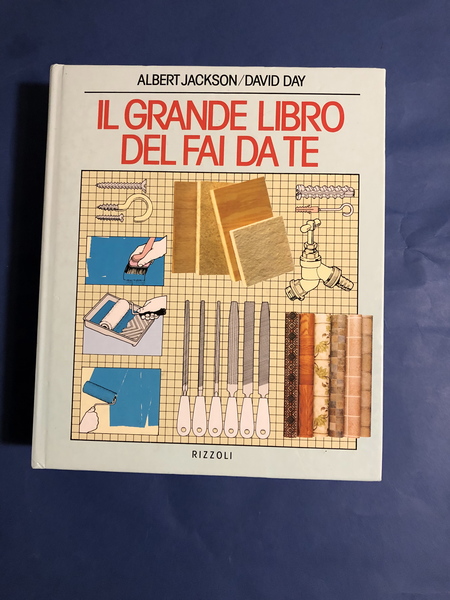 ALBERT JACKSON/DAVID DAY
IL GRANDE LIBRO
DEL FAI DA TE
RIZZOLI